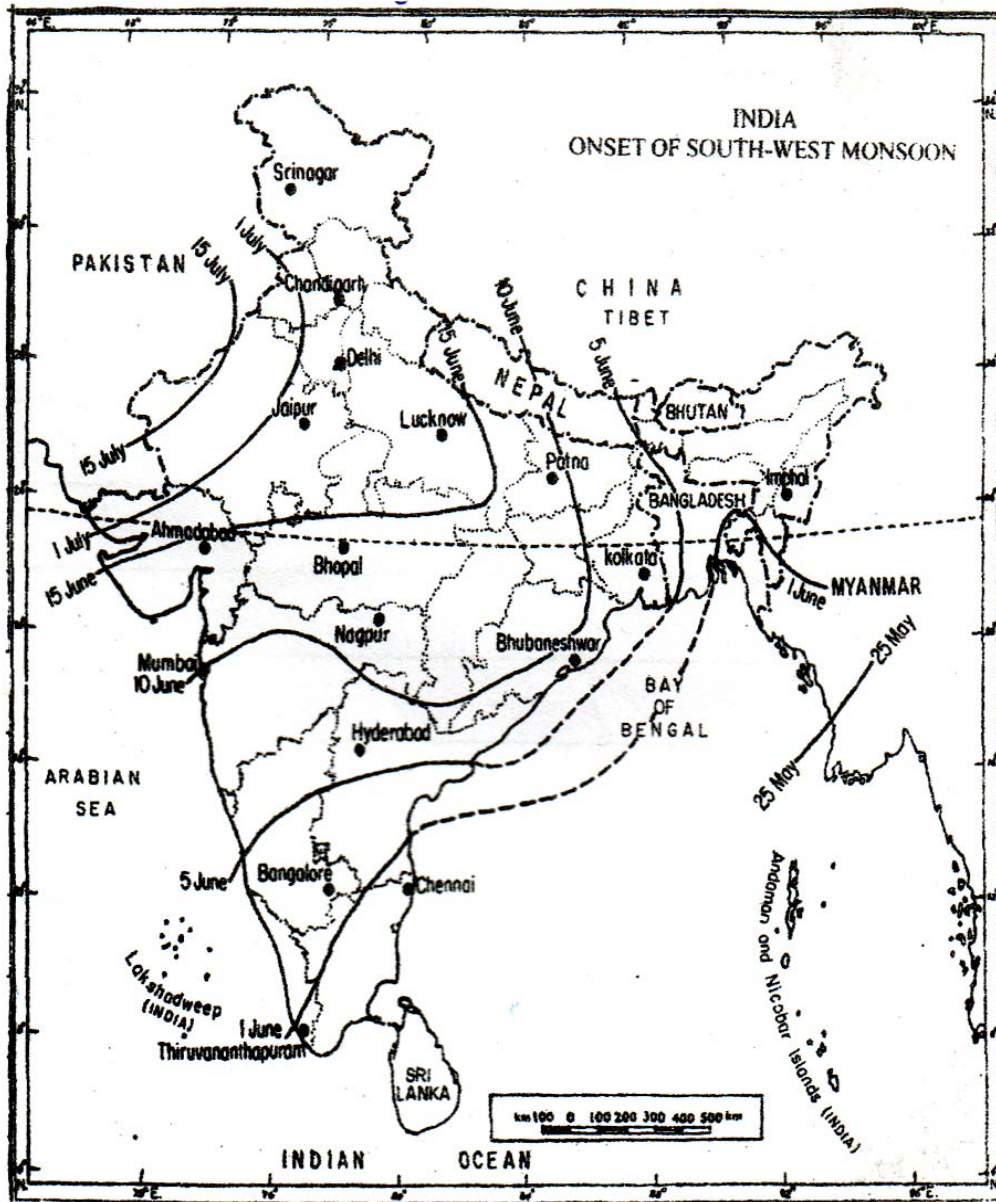 INDIA
ONSET OF SOUTH-WEST MONSOON
Srinagar
1 July
15 July
PAKISTAN
Chandigarh
CHINA
TIBET
10 June
15 June
5 June
Delhi
NEPAL
BHUTAN
Jaipur
Lucknow
15 July
Patna
Imphal
BANGLADESH
1 July
Ahmadabad
15 June
Bhopal
Kolkata
1 June
MYANMAR
Nagpur
Bhubaneshwar
25 May
Mumbai
10 June
BAY
OF
BENGAL
Hyderabad
ARABIAN
SEA
25 May
5 June
Bangalore
Chennai
Lakshadweep
(INDIA)
Andaman and Nicobar Islands (INDIA)
1 June
Thiruvananthapuram
SRI
LANKA
km 100 0 100 200 300 400 500 km
INDIAN OCEAN